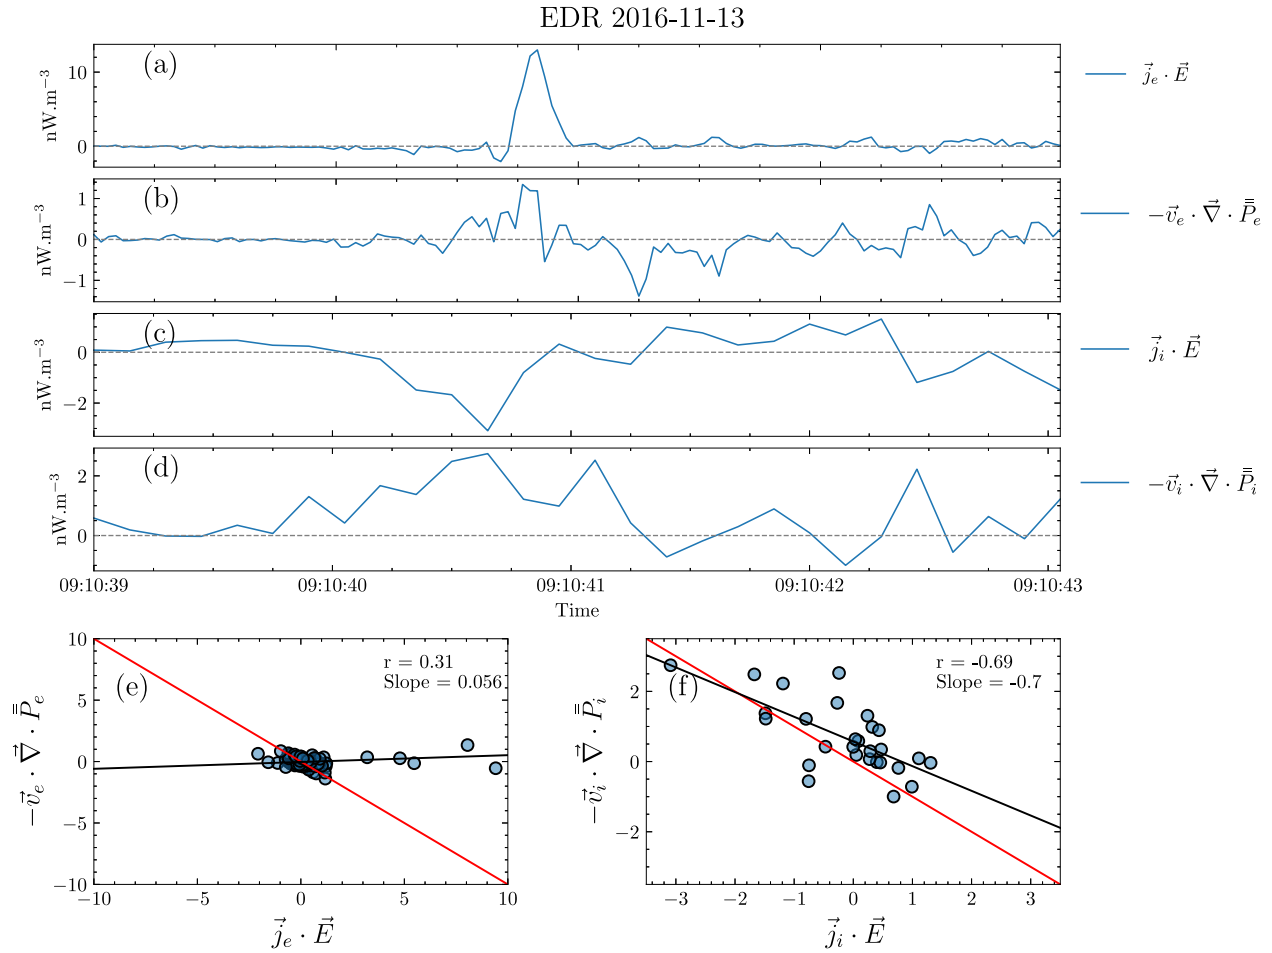 EDR 2016-11-13
(a)
10
0
nW.m⁻³
j⃗ₑ · E⃗
(b)
1
0
−1
nW.m⁻³
−v⃗ₑ · ∇⃗ · P̿ₑ
(c)
0
−2
nW.m⁻³
j⃗ᵢ · E⃗
(d)
2
0
nW.m⁻³
−v⃗ᵢ · ∇⃗ · P̿ᵢ
09:10:39 09:10:40 09:10:41 09:10:42 09:10:43
Time
(e)
r = 0.31
Slope = 0.056
10
5
0
−5
−10
−v⃗ₑ · ∇⃗ · P̿ₑ
−10 −5 0 5 10
j⃗ₑ · E⃗
(f)
r = -0.69
Slope = -0.7
2
0
−2
−v⃗ᵢ · ∇⃗ · P̿ᵢ
−3 −2 −1 0 1 2 3
j⃗ᵢ · E⃗